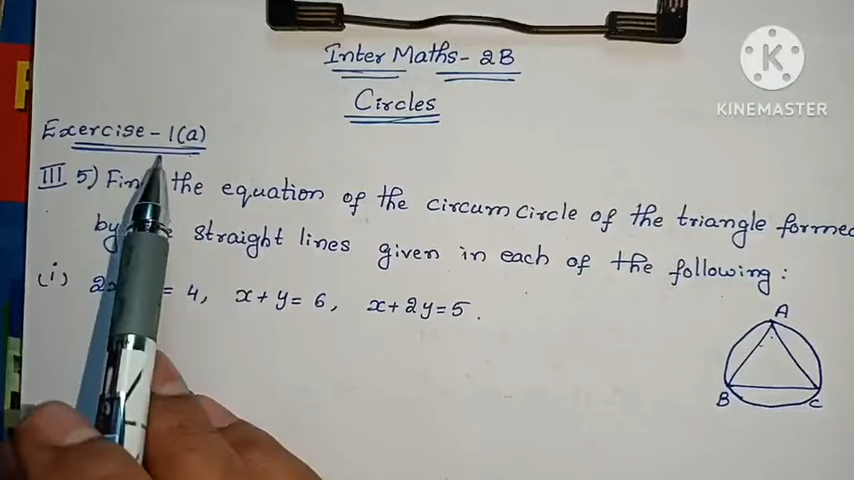 Inter Maths - 2B
Circles
K
KINEMASTER
Exercise - 1(a)
III 5) the equation of the circum circle of the triangle formed
by straight lines given in each of the following :
(i) = 4, x + y = 6, x + 2y = 5.
A
B C